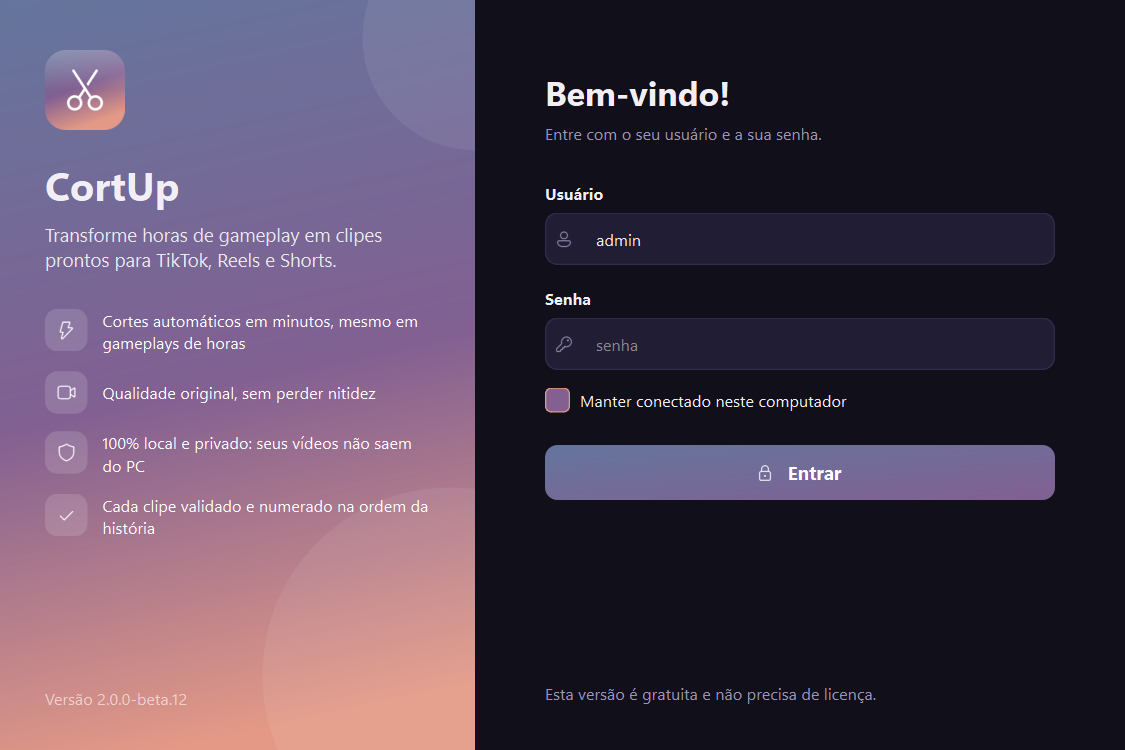 CortUp
Transforme horas de gameplay em clipes
prontos para TikTok, Reels e Shorts.
Cortes automáticos em minutos, mesmo em
gameplays de horas
Qualidade original, sem perder nitidez
100% local e privado: seus vídeos não saem
do PC
Cada clipe validado e numerado na ordem da
história
Versão 2.0.0-beta.12
Bem-vindo!
Entre com o seu usuário e a sua senha.
Usuário
admin
Senha
senha
Manter conectado neste computador
Entrar
Esta versão é gratuita e não precisa de licença.